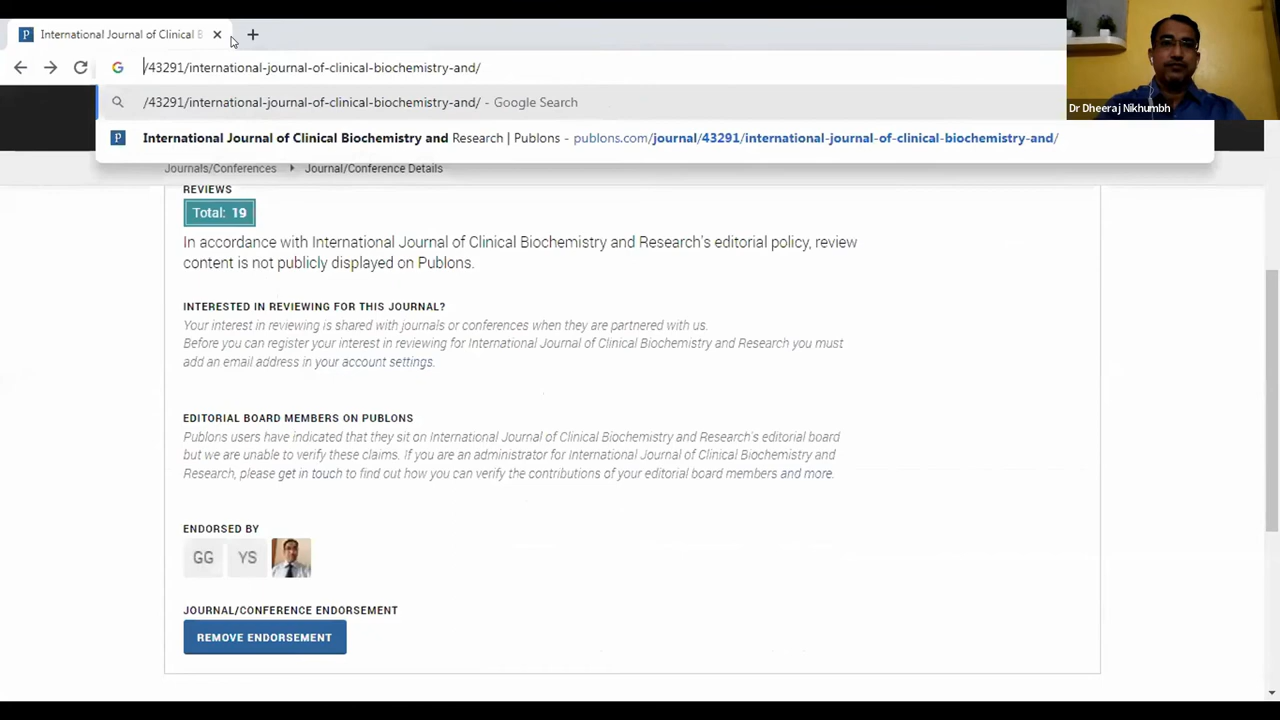 International Journal of Clinical B
/43291/international-journal-of-clinical-biochemistry-and/
/43291/international-journal-of-clinical-biochemistry-and/ - Google Search
International Journal of Clinical Biochemistry and Research | Publons - publons.com/journal/43291/international-journal-of-clinical-biochemistry-and/
Dr Dheeraj Nikhumbh
Journals/Conferences Journal/Conference Details
REVIEWS
Total: 19
In accordance with International Journal of Clinical Biochemistry and Research's editorial policy, review
content is not publicly displayed on Publons.
INTERESTED IN REVIEWING FOR THIS JOURNAL?
Your interest in reviewing is shared with journals or conferences when they are partnered with us.
Before you can register your interest in reviewing for International Journal of Clinical Biochemistry and Research you must
add an email address in your account settings.
EDITORIAL BOARD MEMBERS ON PUBLONS
Publons users have indicated that they sit on International Journal of Clinical Biochemistry and Research's editorial board
but we are unable to verify these claims. If you are an administrator for International Journal of Clinical Biochemistry and
Research, please get in touch to find out how you can verify the contributions of your editorial board members and more.
ENDORSED BY
GG YS
JOURNAL/CONFERENCE ENDORSEMENT
REMOVE ENDORSEMENT